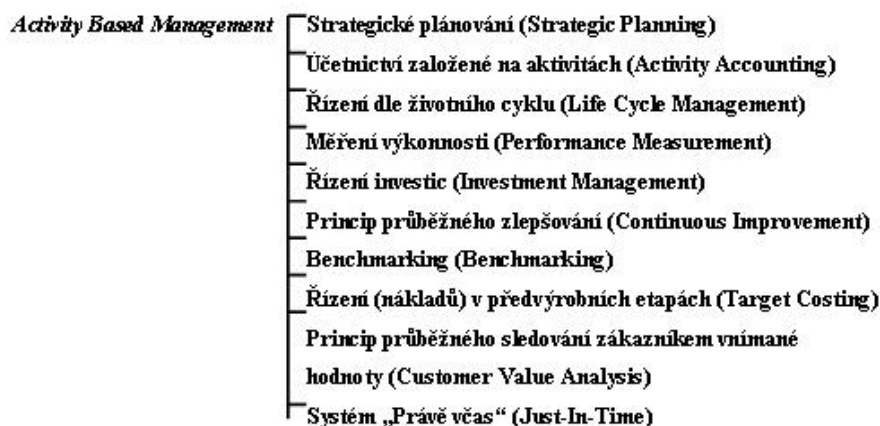 Activity Based Management
Strategické plánování (Strategic Planning)
Účetnictví založené na aktivitách (Activity Accounting)
Řízení dle životního cyklu (Life Cycle Management)
Měření výkonnosti (Performance Measurement)
Řízení investic (Investment Management)
Princip průběžného zlepšování (Continuous Improvement)
Benchmarking (Benchmarking)
Řízení (nákladů) v předvýrobních etapách (Target Costing)
Princip průběžného sledování zákazníkem vnímané
hodnoty (Customer Value Analysis)
Systém „Právě včas“ (Just-In-Time)